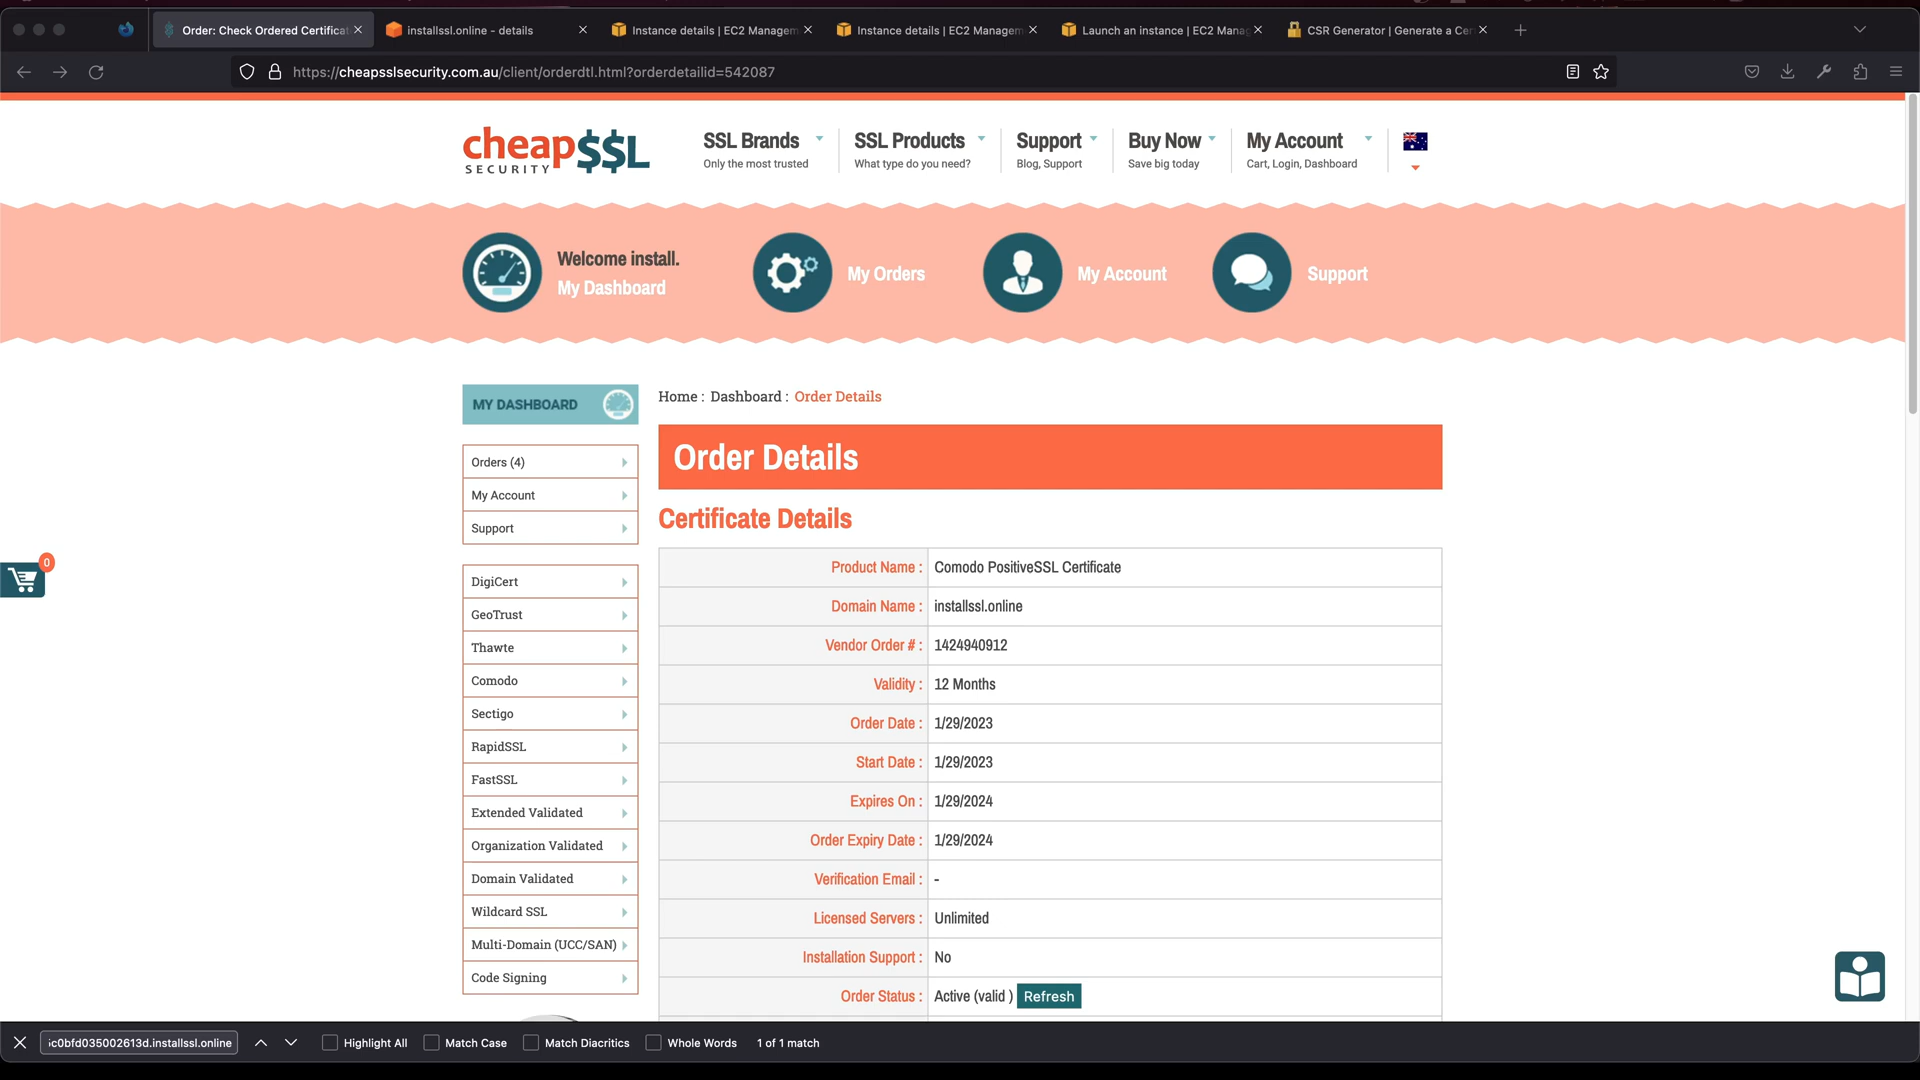 Order: Check Ordered Certificat
installssl.online - details
Instance details | EC2 Managem
Instance details | EC2 Managem
Launch an instance | EC2 Manag
CSR Generator | Generate a Cer
https://cheapsslsecurity.com.au/client/orderdtl.html?orderdetailid=542087
cheap$$L
SECURITY
SSL Brands
Only the most trusted
SSL Products
What type do you need?
Support
Blog, Support
Buy Now
Save big today
My Account
Cart, Login, Dashboard
Welcome install.
My Dashboard
My Orders
My Account
Support
MY DASHBOARD
Orders (4)
My Account
Support
0
DigiCert
GeoTrust
Thawte
Comodo
Sectigo
RapidSSL
FastSSL
Extended Validated
Organization Validated
Domain Validated
Wildcard SSL
Multi-Domain (UCC/SAN)
Code Signing
Home : Dashboard : Order Details
Order Details
Certificate Details
Product Name : Comodo PositiveSSL Certificate
Domain Name : installssl.online
Vendor Order # : 1424940912
Validity : 12 Months
Order Date : 1/29/2023
Start Date : 1/29/2023
Expires On : 1/29/2024
Order Expiry Date : 1/29/2024
Verification Email : -
Licensed Servers : Unlimited
Installation Support : No
Order Status : Active (valid ) Refresh
ic0bfd035002613d.installssl.online
Highlight All
Match Case
Match Diacritics
Whole Words
1 of 1 match